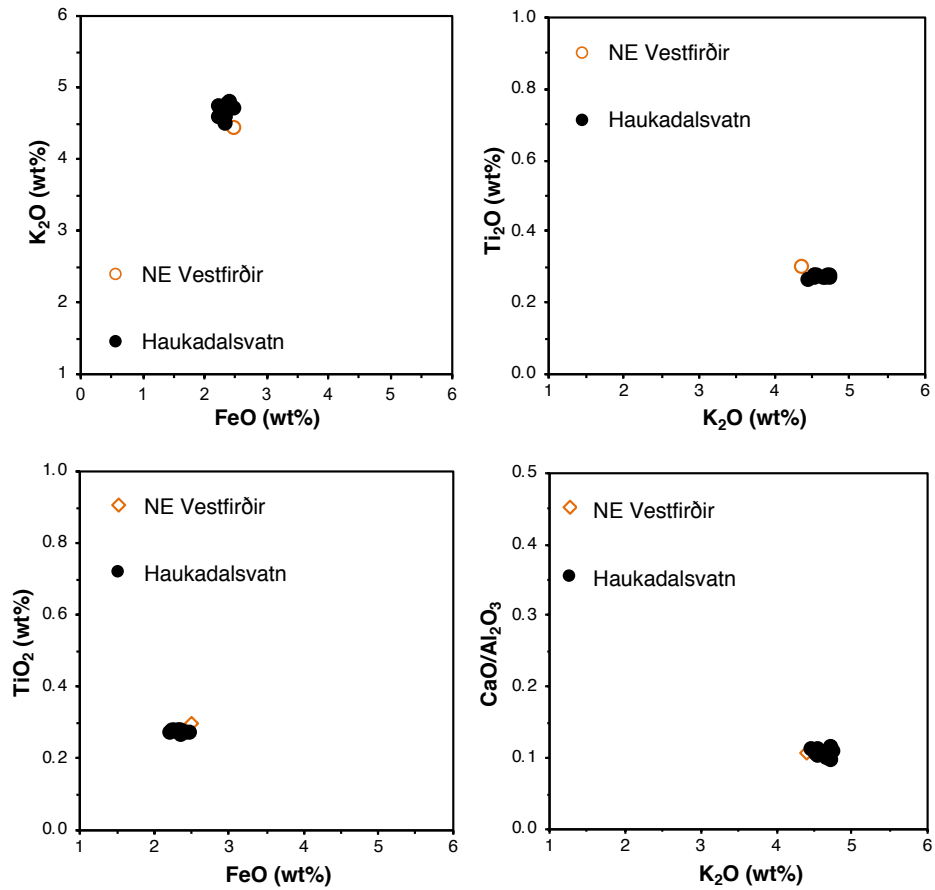 6
5
4
3
2
1
K₂O (wt%)
NE Vestfirðir
Haukadalsvatn
0 1 2 3 4 5 6
FeO (wt%)
1.0
0.8
0.6
0.4
0.2
0.0
Ti₂O (wt%)
NE Vestfirðir
Haukadalsvatn
1 2 3 4 5 6
K₂O (wt%)
1.0
0.8
0.6
0.4
0.2
0.0
TiO₂ (wt%)
NE Vestfirðir
Haukadalsvatn
1 2 3 4 5 6
FeO (wt%)
0.5
0.4
0.3
0.2
0.1
0.0
CaO/Al₂O₃
NE Vestfirðir
Haukadalsvatn
1 2 3 4 5 6
K₂O (wt%)